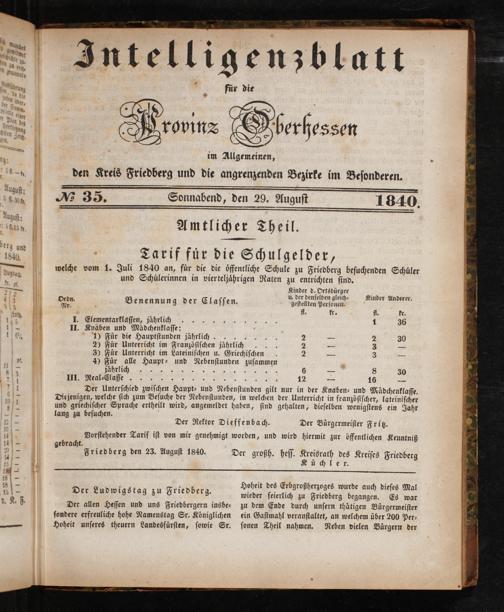 Intelligenzblatt
für die
Provinz Oberhessen
im Allgemeinen,
den Kreis Friedberg und die angrenzenden Bezirke im Besonderen.
№ 35. Sonnabend, den 29. August 1840.
Amtlicher Theil.
Tarif für die Schulgelder,
welche vom 1. Juli 1840 an, für die die öffentliche Schule zu Friedberg besuchenden Schüler
und Schülerinnen in vierteljährigen Raten zu entrichten sind.
Ordn. Nr. Benennung der Classen. Kinder d. Ortsbürger u. der denselben gleichgestellten Personen. Kinder Anderer.
fl. kr. fl. kr.
I. Elementarklassen, jährlich . . . . . . . . . . 1 36
II. Knaben und Mädchenklasse:
1) Für die Hauptstunden jährlich . . . . . . 2 — 2 30
2) Für Unterricht im Französischen jährlich . . . 2 — 3 —
3) Für Unterricht im Lateinischen u. Griechischen 2 — 3 —
4) Für alle Haupt- und Nebenstunden zusammen
jährlich . . . . . . . . . . 6 — 8 30
III. Real-Classe . . . . . . . . . . 12 — 16 —
Der Unterschied zwischen Haupt- und Nebenstunden gilt nur in der Knaben- und Mädchenklasse.
Diejenigen, welche sich zum Besuche der Nebenstunden, in welchen der Unterricht in französischer, lateinischer
und griechischer Sprache ertheilt wird, angemeldet haben, sind gehalten, dieselben wenigstens ein Jahr
lang zu besuchen.
Der Rektor Dieffenbach. Der Bürgermeister Fritz.
Vorstehender Tarif ist von mir genehmigt worden, und wird hiermit zur öffentlichen Kenntniß
gebracht.
Friedberg den 23. August 1840. Der großh. hess. Kreisrath des Kreises Friedberg
Küchler.
Der Ludwigstag zu Friedberg.
Der allen Hessen und uns Friedbergern insbe-
sondere erfreuliche hohe Namenstag Sr. Königlichen
Hoheit unseres theuern Landesfürsten, sowie Sr.
Hoheit des Erbgroßherzogs wurde auch dieses Mal
wieder feierlich zu Friedberg begangen. Es war
zu dem Ende durch unsern thätigen Bürgermeister
ein Gastmahl veranstaltet, an welchem über 200 Per-
sonen Theil nahmen. Neben vielen Bürgern der